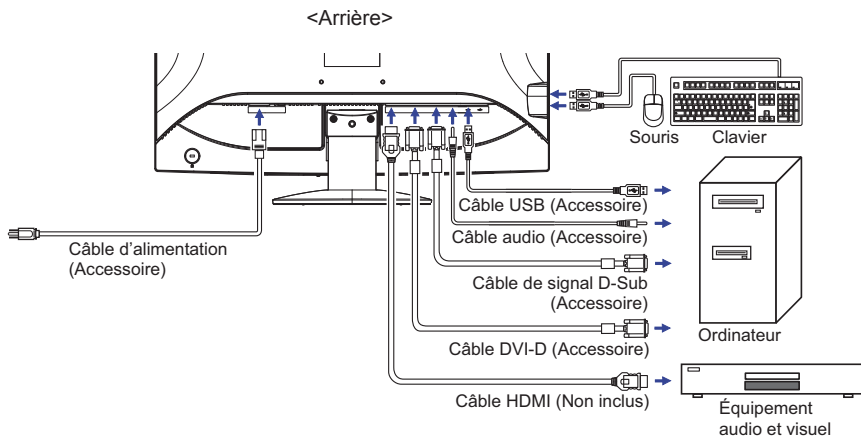 <Arrière>
Souris
Clavier
Câble USB (Accessoire)
Câble audio (Accessoire)
Câble d'alimentation
(Accessoire)
Câble de signal D-Sub
(Accessoire)
Ordinateur
Câble DVI-D (Accessoire)
Câble HDMI (Non inclus)
Équipement
audio et visuel